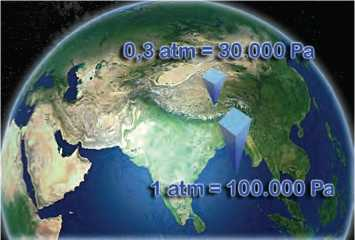 0,3 atm = 30.000 Pa
1 atm = 100.000 Pa